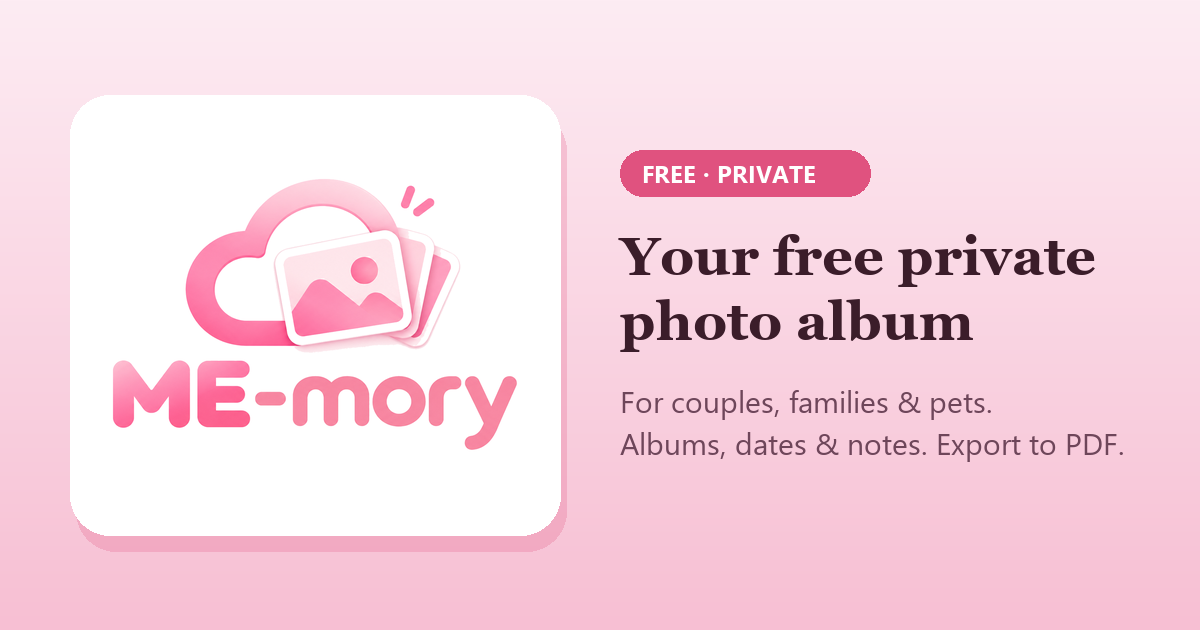 ME-mory
FREE · PRIVATE
Your free private
photo album
For couples, families & pets.
Albums, dates & notes. Export to PDF.